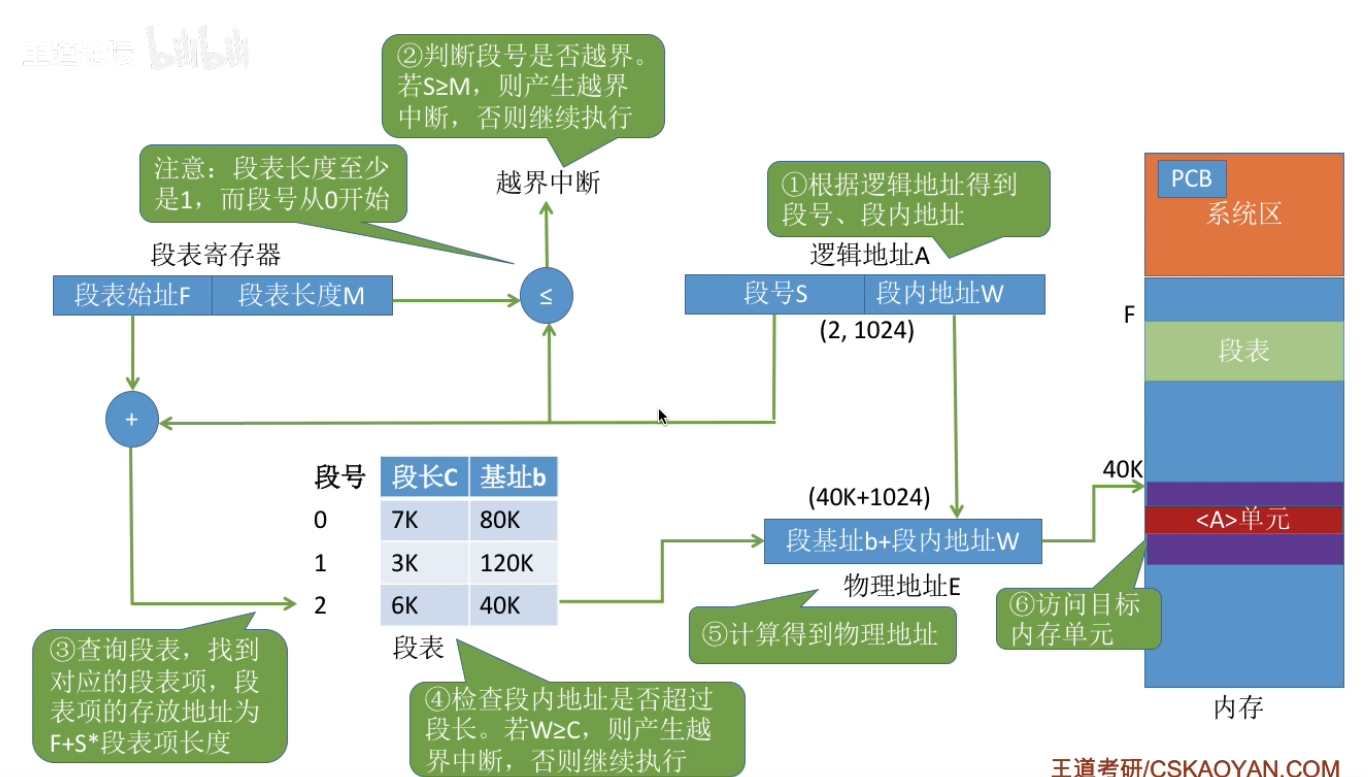 王道论坛 bilibili
②判断段号是否越界。
若S≥M，则产生越界
中断，否则继续执行
注意：段表长度至少
是1，而段号从0开始
越界中断
①根据逻辑地址得到
段号、段内地址
PCB
系统区
段表寄存器
逻辑地址A
段表始址F
段表长度M
≤
段号S
段内地址W
(2, 1024)
F
段表
+
段号
段长C
基址b
0
7K
80K
1
3K
120K
2
6K
40K
段表
(40K+1024)
段基址b+段内地址W
物理地址E
40K
<A>单元
③查询段表，找到
对应的段表项，段
表项的存放地址为
F+S*段表项长度
④检查段内地址是否超过
段长。若W≥C，则产生越
界中断，否则继续执行
⑤计算得到物理地址
⑥访问目标
内存单元
内存
王道考研/CSKAOYAN.COM